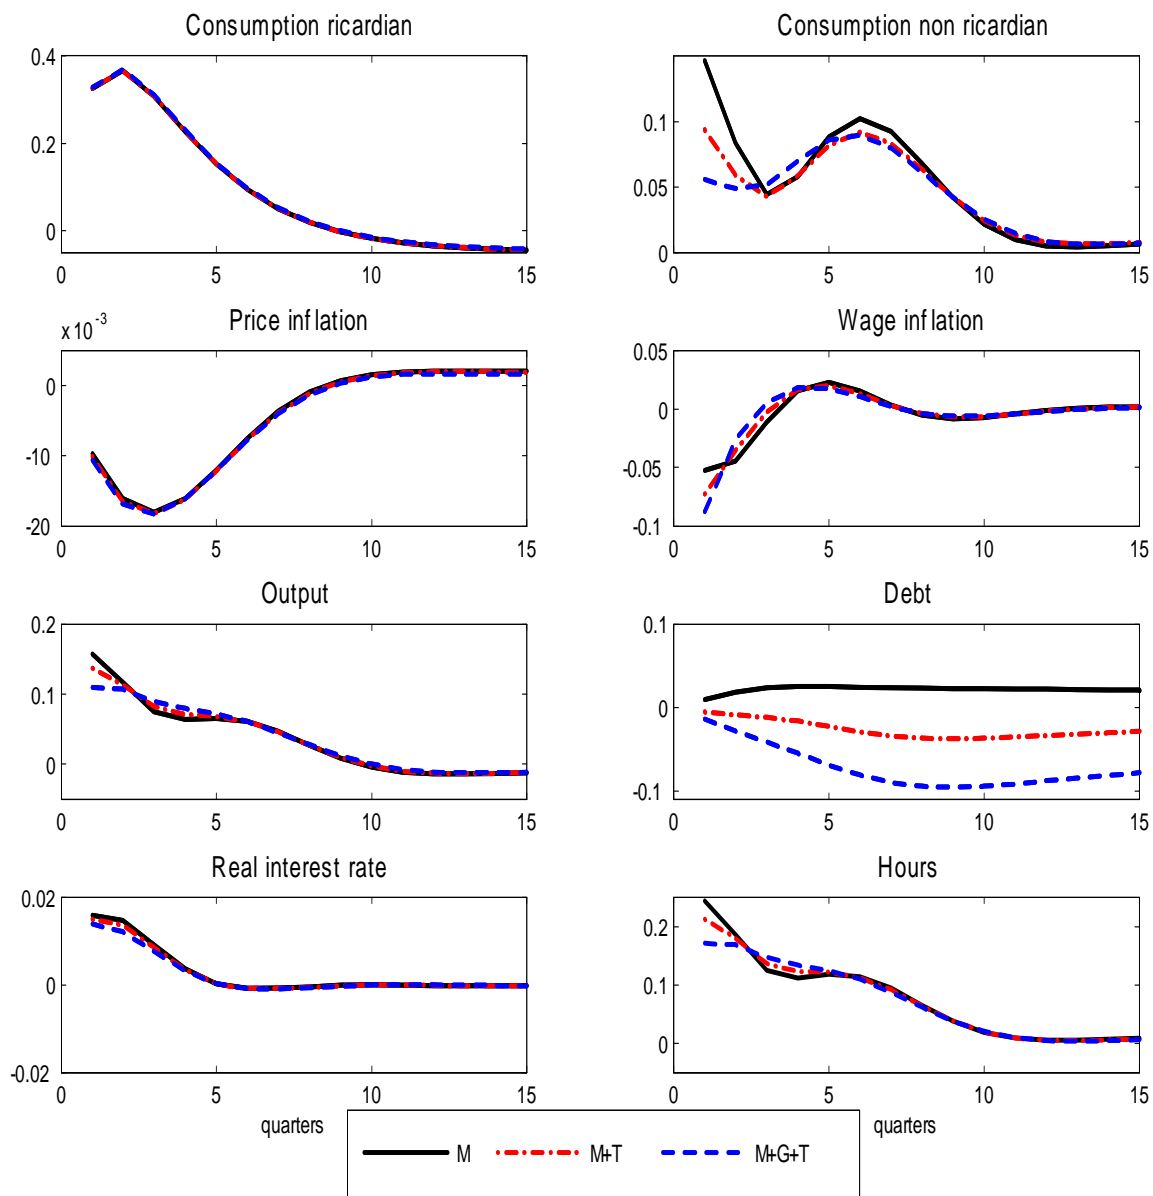 Consumption ricardian
0.4
0.2
0
0 5 10 15
Consumption non ricardian
0.1
0.05
0
0 5 10 15
x 10^-3
Price inflation
0
-10
-20
0 5 10 15
Wage inflation
0.05
0
-0.05
-0.1
0 5 10 15
Output
0.2
0.1
0
0 5 10 15
Debt
0.1
0
-0.1
0 5 10 15
Real interest rate
0.02
0
-0.02
0 5 10 15
quarters
Hours
0.2
0.1
0
0 5 10 15
quarters
M M+T M+G+T